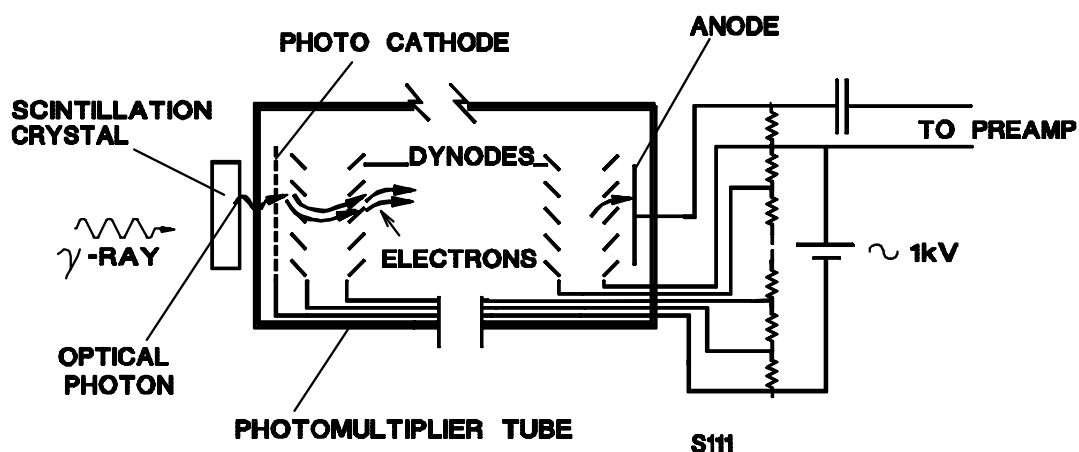 PHOTO CATHODE
ANODE
SCINTILLATION
CRYSTAL
TO PREAMP
DYNODES
γ-RAY
ELECTRONS
~ 1kV
OPTICAL
PHOTON
PHOTOMULTIPLIER TUBE
S111